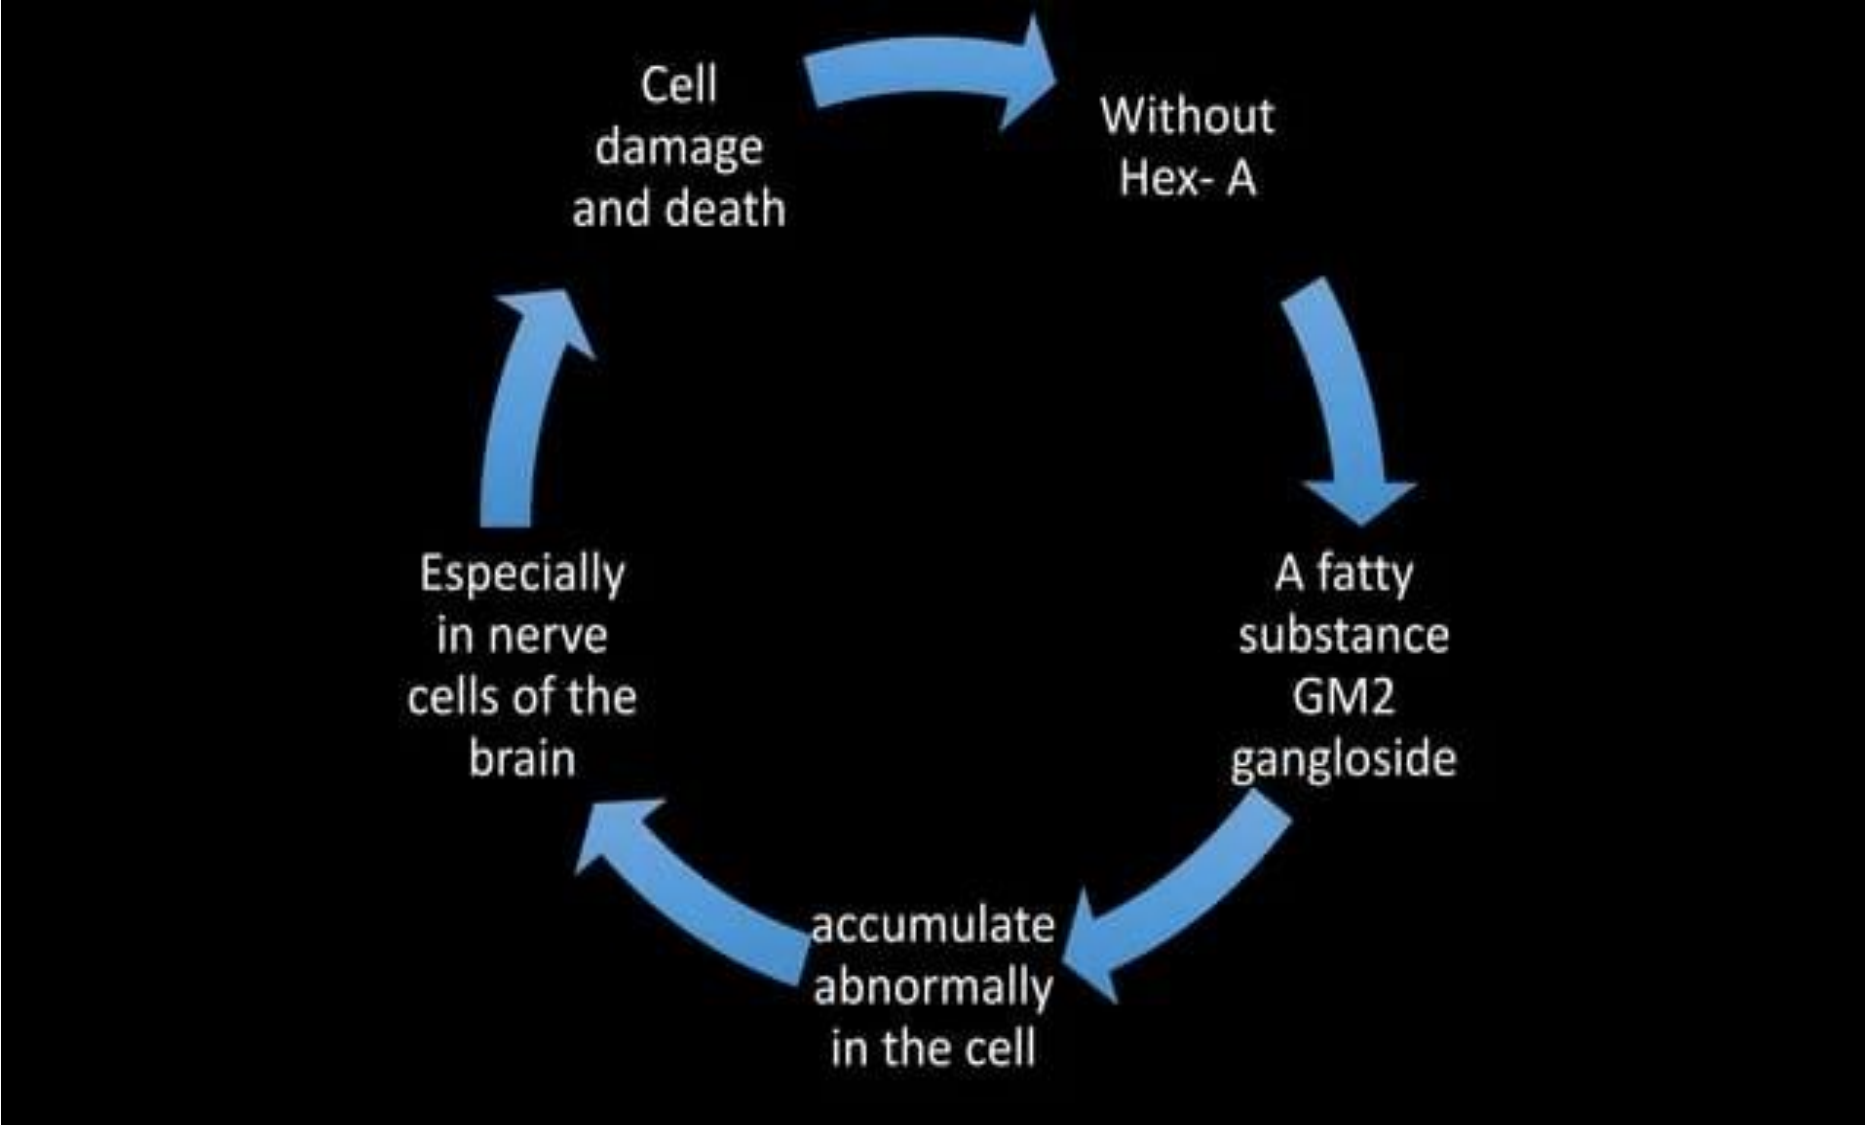 Cell
damage
and death
Without
Hex- A
A fatty
substance
GM2
gangloside
accumulate
abnormally
in the cell
Especially
in nerve
cells of the
brain